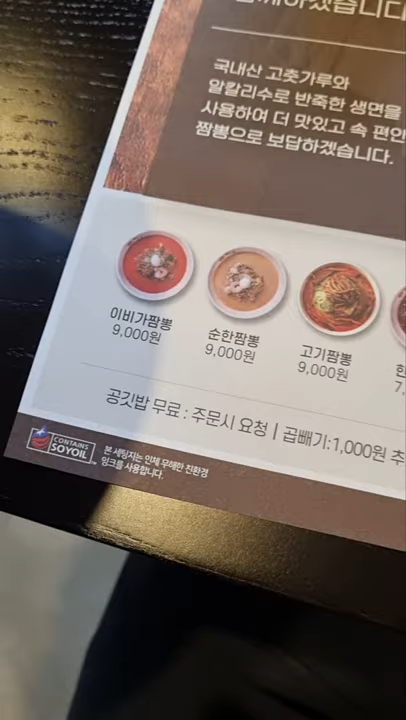 국내산 고춧가루와
알칼리수로 반죽한 생면을
사용하여 더 맛있고 속 편안
짬뽕으로 보답하겠습니다.
이비가짬뽕
9,000원
순한짬뽕
9,000원
고기짬뽕
9,000원
공깃밥 무료 : 주문시 요청 | 곱빼기:1,000원 추
CONTAINS
SOYOIL
본 세팅지는 인체 무해한 친환경
잉크를 사용합니다.